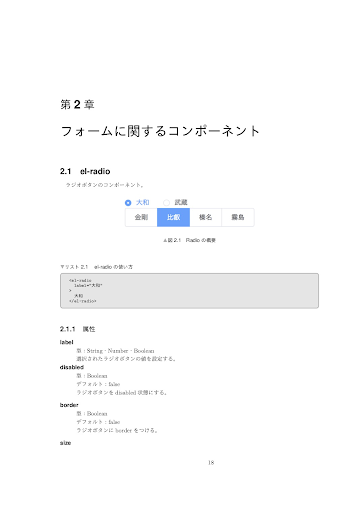 第 2 章
フォームに関するコンポーネント
2.1 el-radio
ラジオボタンのコンポーネント。
大和 武蔵
金剛 比叡 榛名 霧島
▲図 2.1 Radio の概要
▼リスト 2.1 el-radio の使い方
<el-radio
label="大和"
>
大和
</el-radio>
2.1.1 属性
label
型 : String・Number・Boolean
選択されたラジオボタンの値を設定する。
disabled
型 : Boolean
デフォルト : false
ラジオボタンを disabled 状態にする。
border
型 : Boolean
デフォルト : false
ラジオボタンに border をつける。
size
18